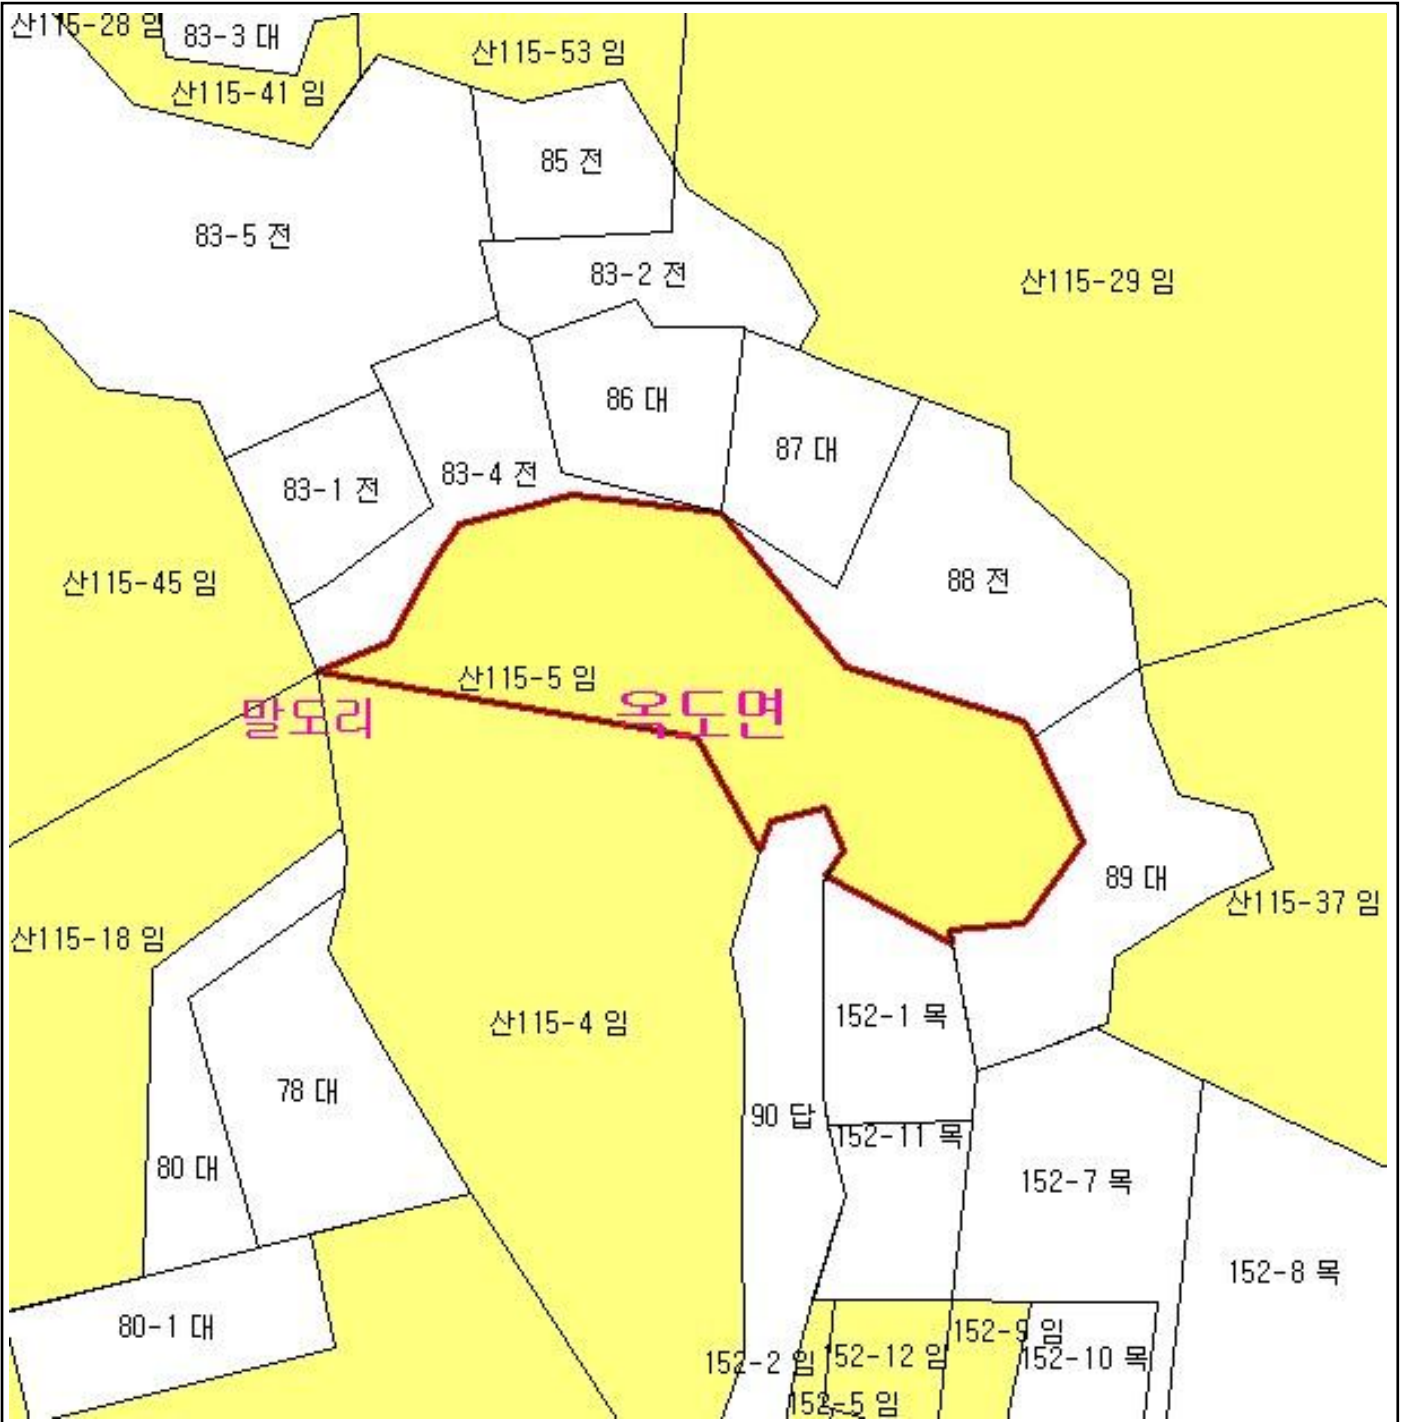 산115-28 임
83-3 대
산115-53 임
산115-41 임
85 전
83-5 전
83-2 전
산115-29 임
86 대
87 대
83-4 전
83-1 전
산115-45 임
88 전
산115-5 임
옥도면
말도리
89 대
산115-37 임
산115-18 임
152-1 목
산115-4 임
78 대
90 답
152-11 목
80 대
152-7 목
152-8 목
80-1 대
152-9 임
152-2 임
152-12 임
152-10 목
152-5 임